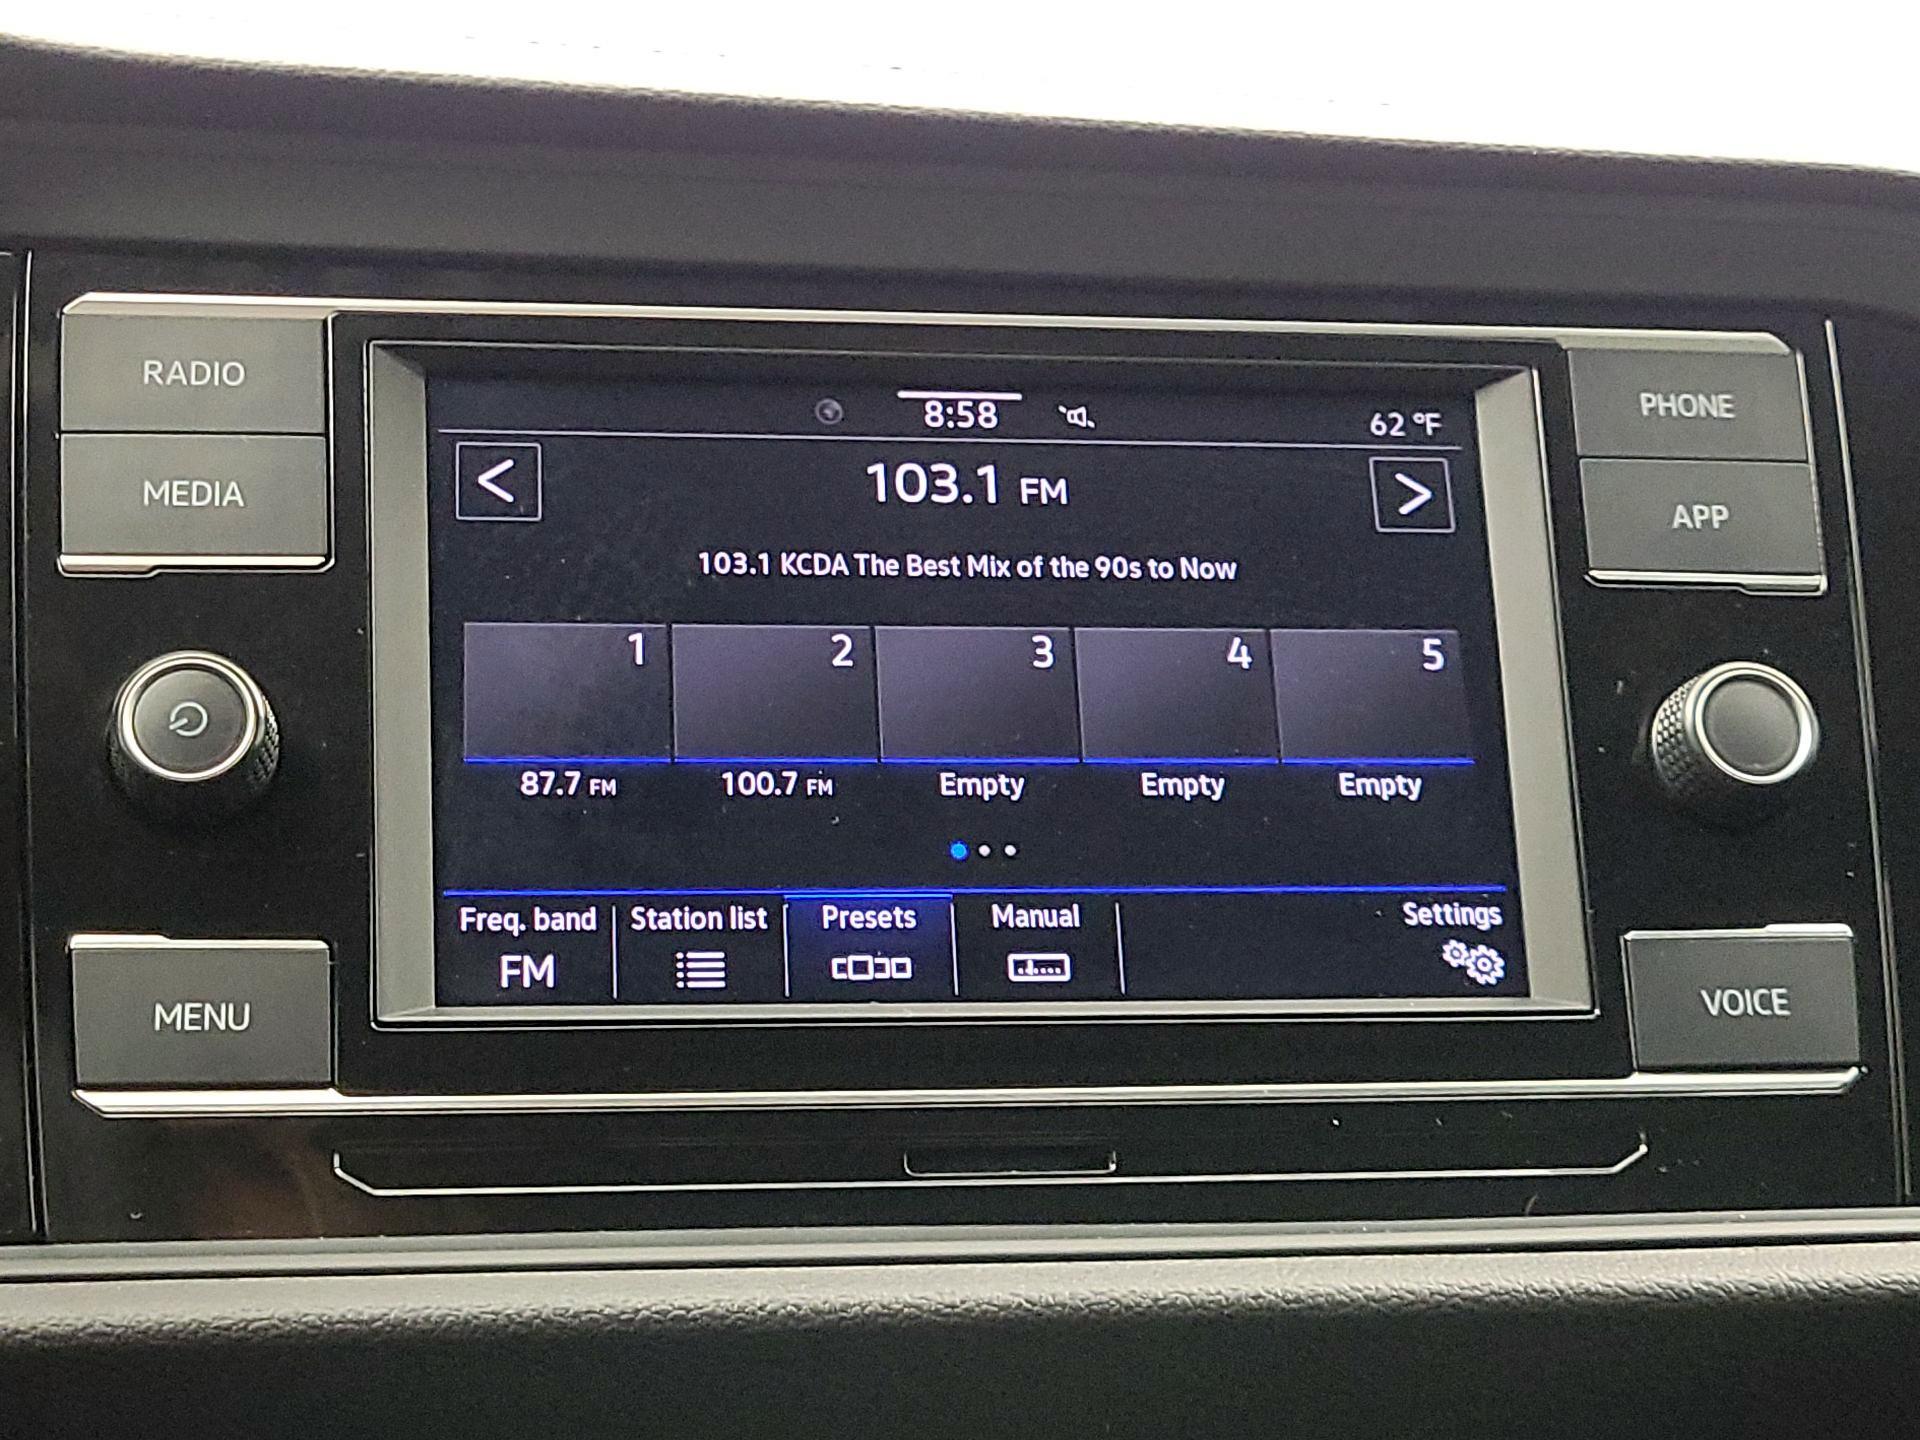 RADIO
MEDIA
MENU
8:58
62 °F
<
103.1 FM
>
103.1 KCDA The Best Mix of the 90s to Now
1 2 3 4 5
87.7 FM 100.7 FM Empty Empty Empty
Freq. band Station list Presets Manual Settings
FM
PHONE
APP
VOICE